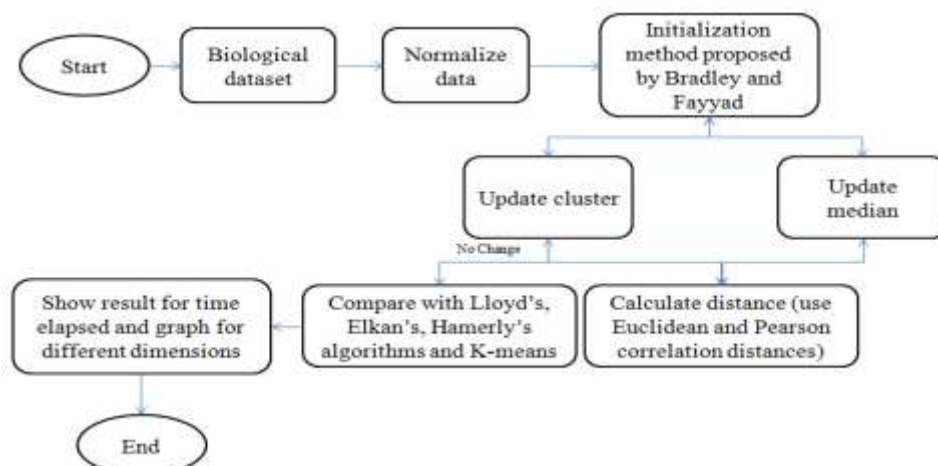 Start
Biological
dataset
Normalize
data
Initialization
method proposed
by Bradley and
Fayyad
Update cluster
Update
median
No Change
Show result for time
elapsed and graph for
different dimensions
Compare with Lloyd's,
Elkan's, Hamerly's
algorithms and K-means
Calculate distance (use
Euclidean and Pearson
correlation distances)
End